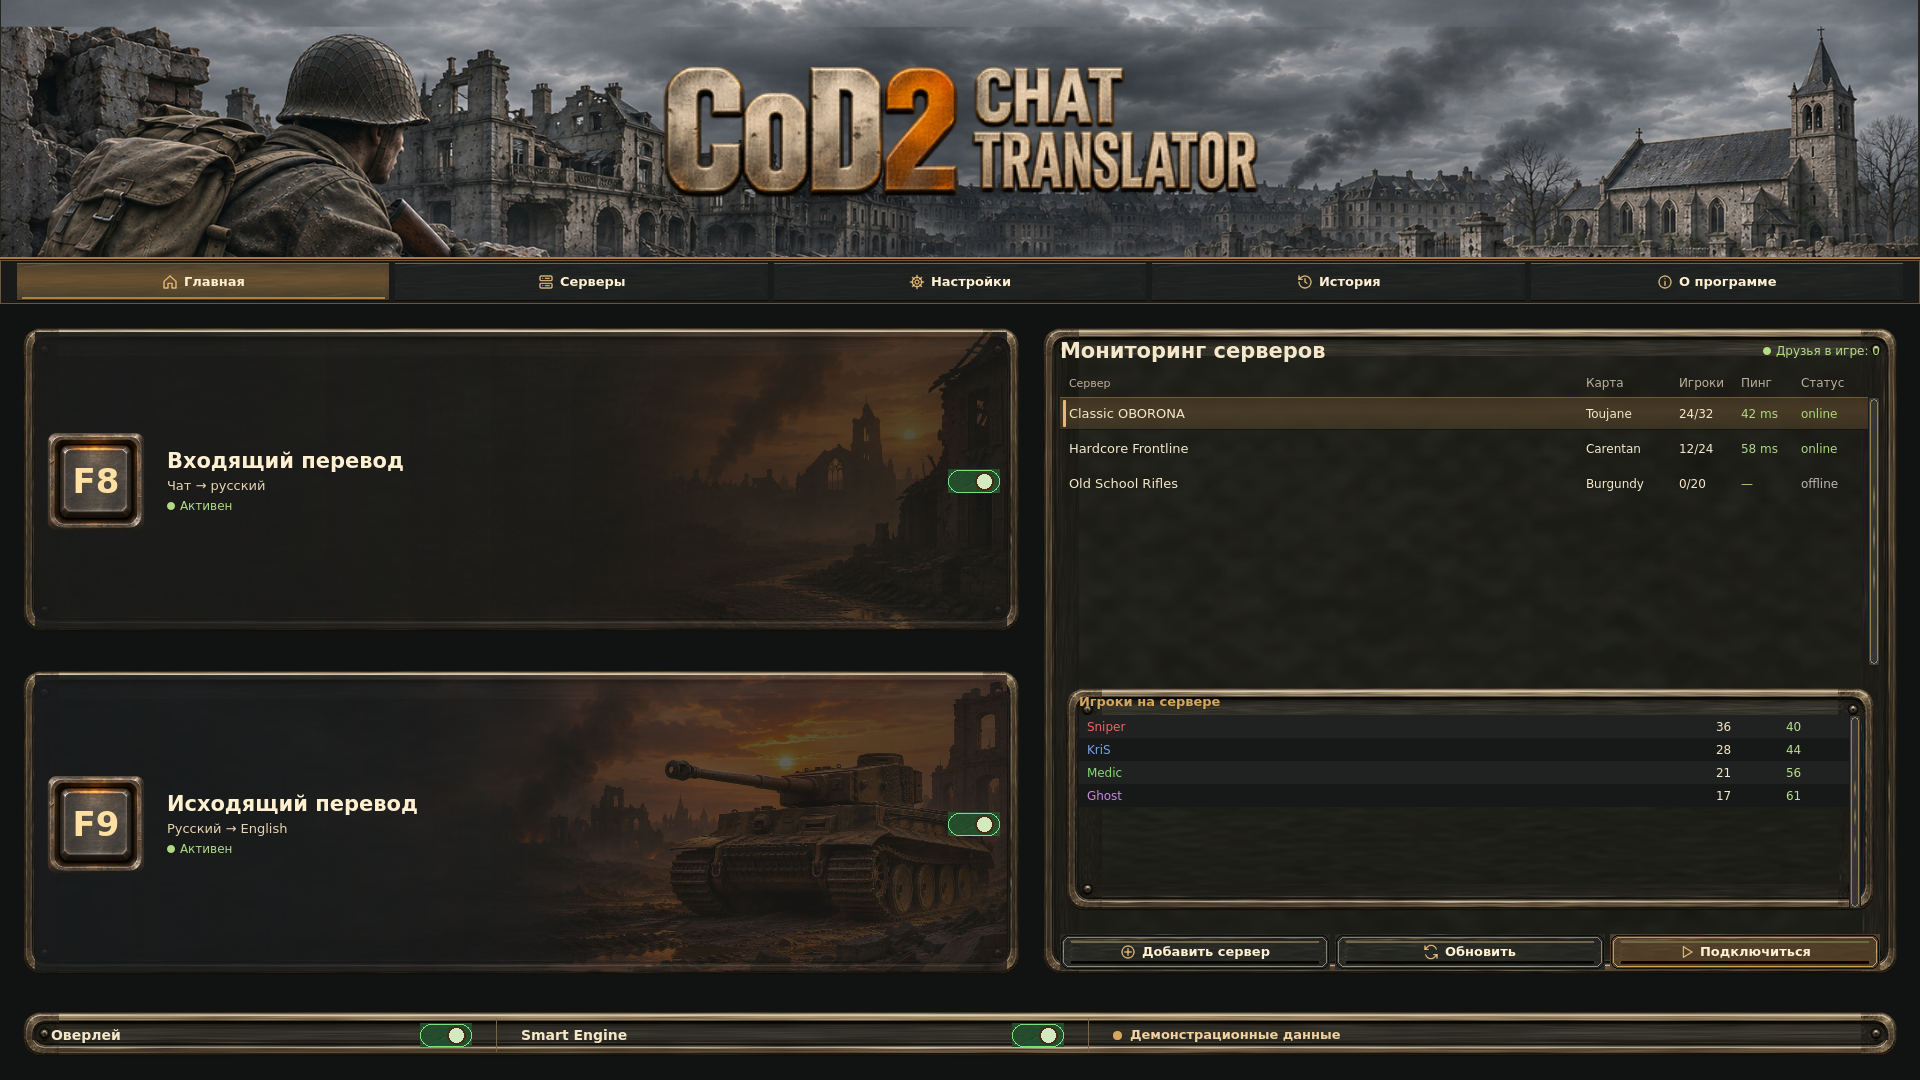 CoD2 CHAT TRANSLATOR
Главная
Серверы
Настройки
История
О программе
F8
Входящий перевод
Чат → русский
Активен
F9
Исходящий перевод
Русский → English
Активен
Мониторинг серверов
Друзья в игре: 0
Сервер Карта Игроки Пинг Статус
Classic OBORONA Toujane 24/32 42 ms online
Hardcore Frontline Carentan 12/24 58 ms online
Old School Rifles Burgundy 0/20 — offline
Игроки на сервере
Sniper 36 40
KriS 28 44
Medic 21 56
Ghost 17 61
Добавить сервер
Обновить
Подключиться
Оверлей
Smart Engine
Демонстрационные данные